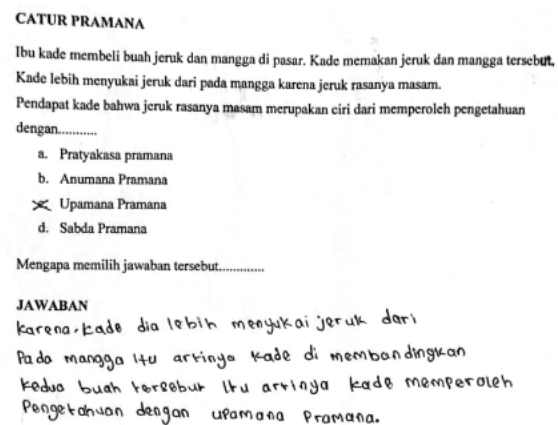 CATUR PRAMANA
Ibu kade membeli buah jeruk dan mangga di pasar. Kade memakan jeruk dan mangga tersebut.
Kade lebih menyukai jeruk dari pada mangga karena jeruk rasanya masam.
Pendapat kade bahwa jeruk rasanya masam merupakan ciri dari memperoleh pengetahuan
dengan............
a. Pratyakasa pramana
b. Anumana Pramana
c. Upamana Pramana
d. Sabda Pramana
Mengapa memilih jawaban tersebut..............
JAWABAN
Karena, kade dia lebih menyukai jeruk dari
Pada mangga itu artinya kade di membandingkan
kedua buah tersebut itu artinya kade memperoleh
Pengetahuan dengan upamana Pramana.